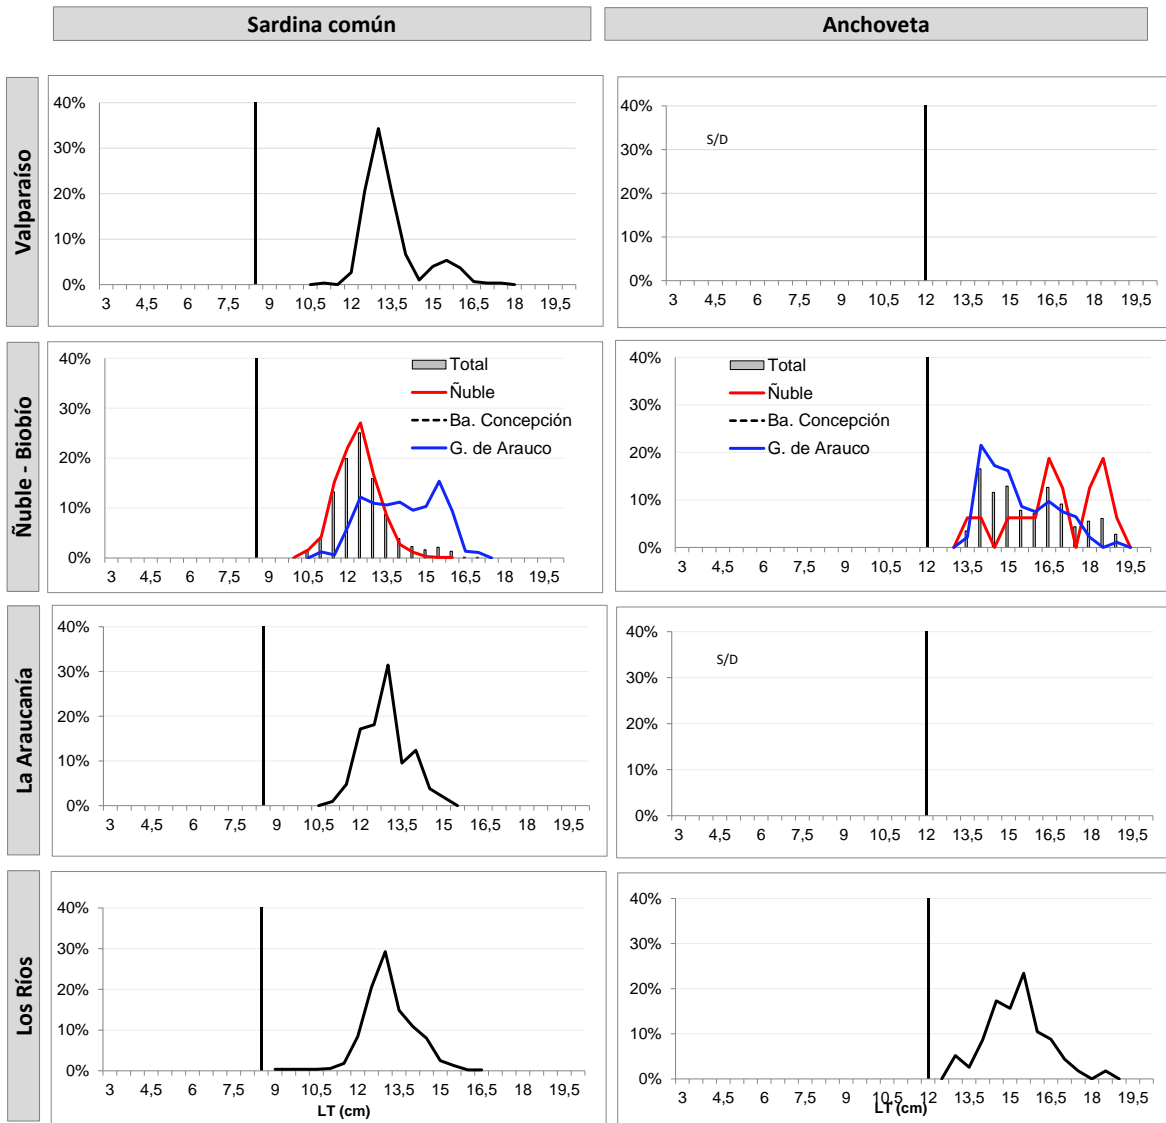 Sardina común
Anchoveta
Valparaíso
40%
30%
20%
10%
0%
3 4,5 6 7,5 9 10,5 12 13,5 15 16,5 18 19,5
40%
30%
20%
10%
0%
S/D
3 4,5 6 7,5 9 10,5 12 13,5 15 16,5 18 19,5
Ñuble - Biobío
40%
30%
20%
10%
0%
Total
Ñuble
Ba. Concepción
G. de Arauco
3 4,5 6 7,5 9 10,5 12 13,5 15 16,5 18 19,5
40%
30%
20%
10%
0%
Total
Ñuble
Ba. Concepción
G. de Arauco
3 4,5 6 7,5 9 10,5 12 13,5 15 16,5 18 19,5
La Araucanía
40%
30%
20%
10%
0%
3 4,5 6 7,5 9 10,5 12 13,5 15 16,5 18 19,5
40%
30%
20%
10%
0%
S/D
3 4,5 6 7,5 9 10,5 12 13,5 15 16,5 18 19,5
Los Ríos
40%
30%
20%
10%
0%
3 4,5 6 7,5 9 10,5 12 13,5 15 16,5 18 19,5
LT (cm)
40%
30%
20%
10%
0%
3 4,5 6 7,5 9 10,5 12 13,5 15 16,5 18 19,5
LT (cm)